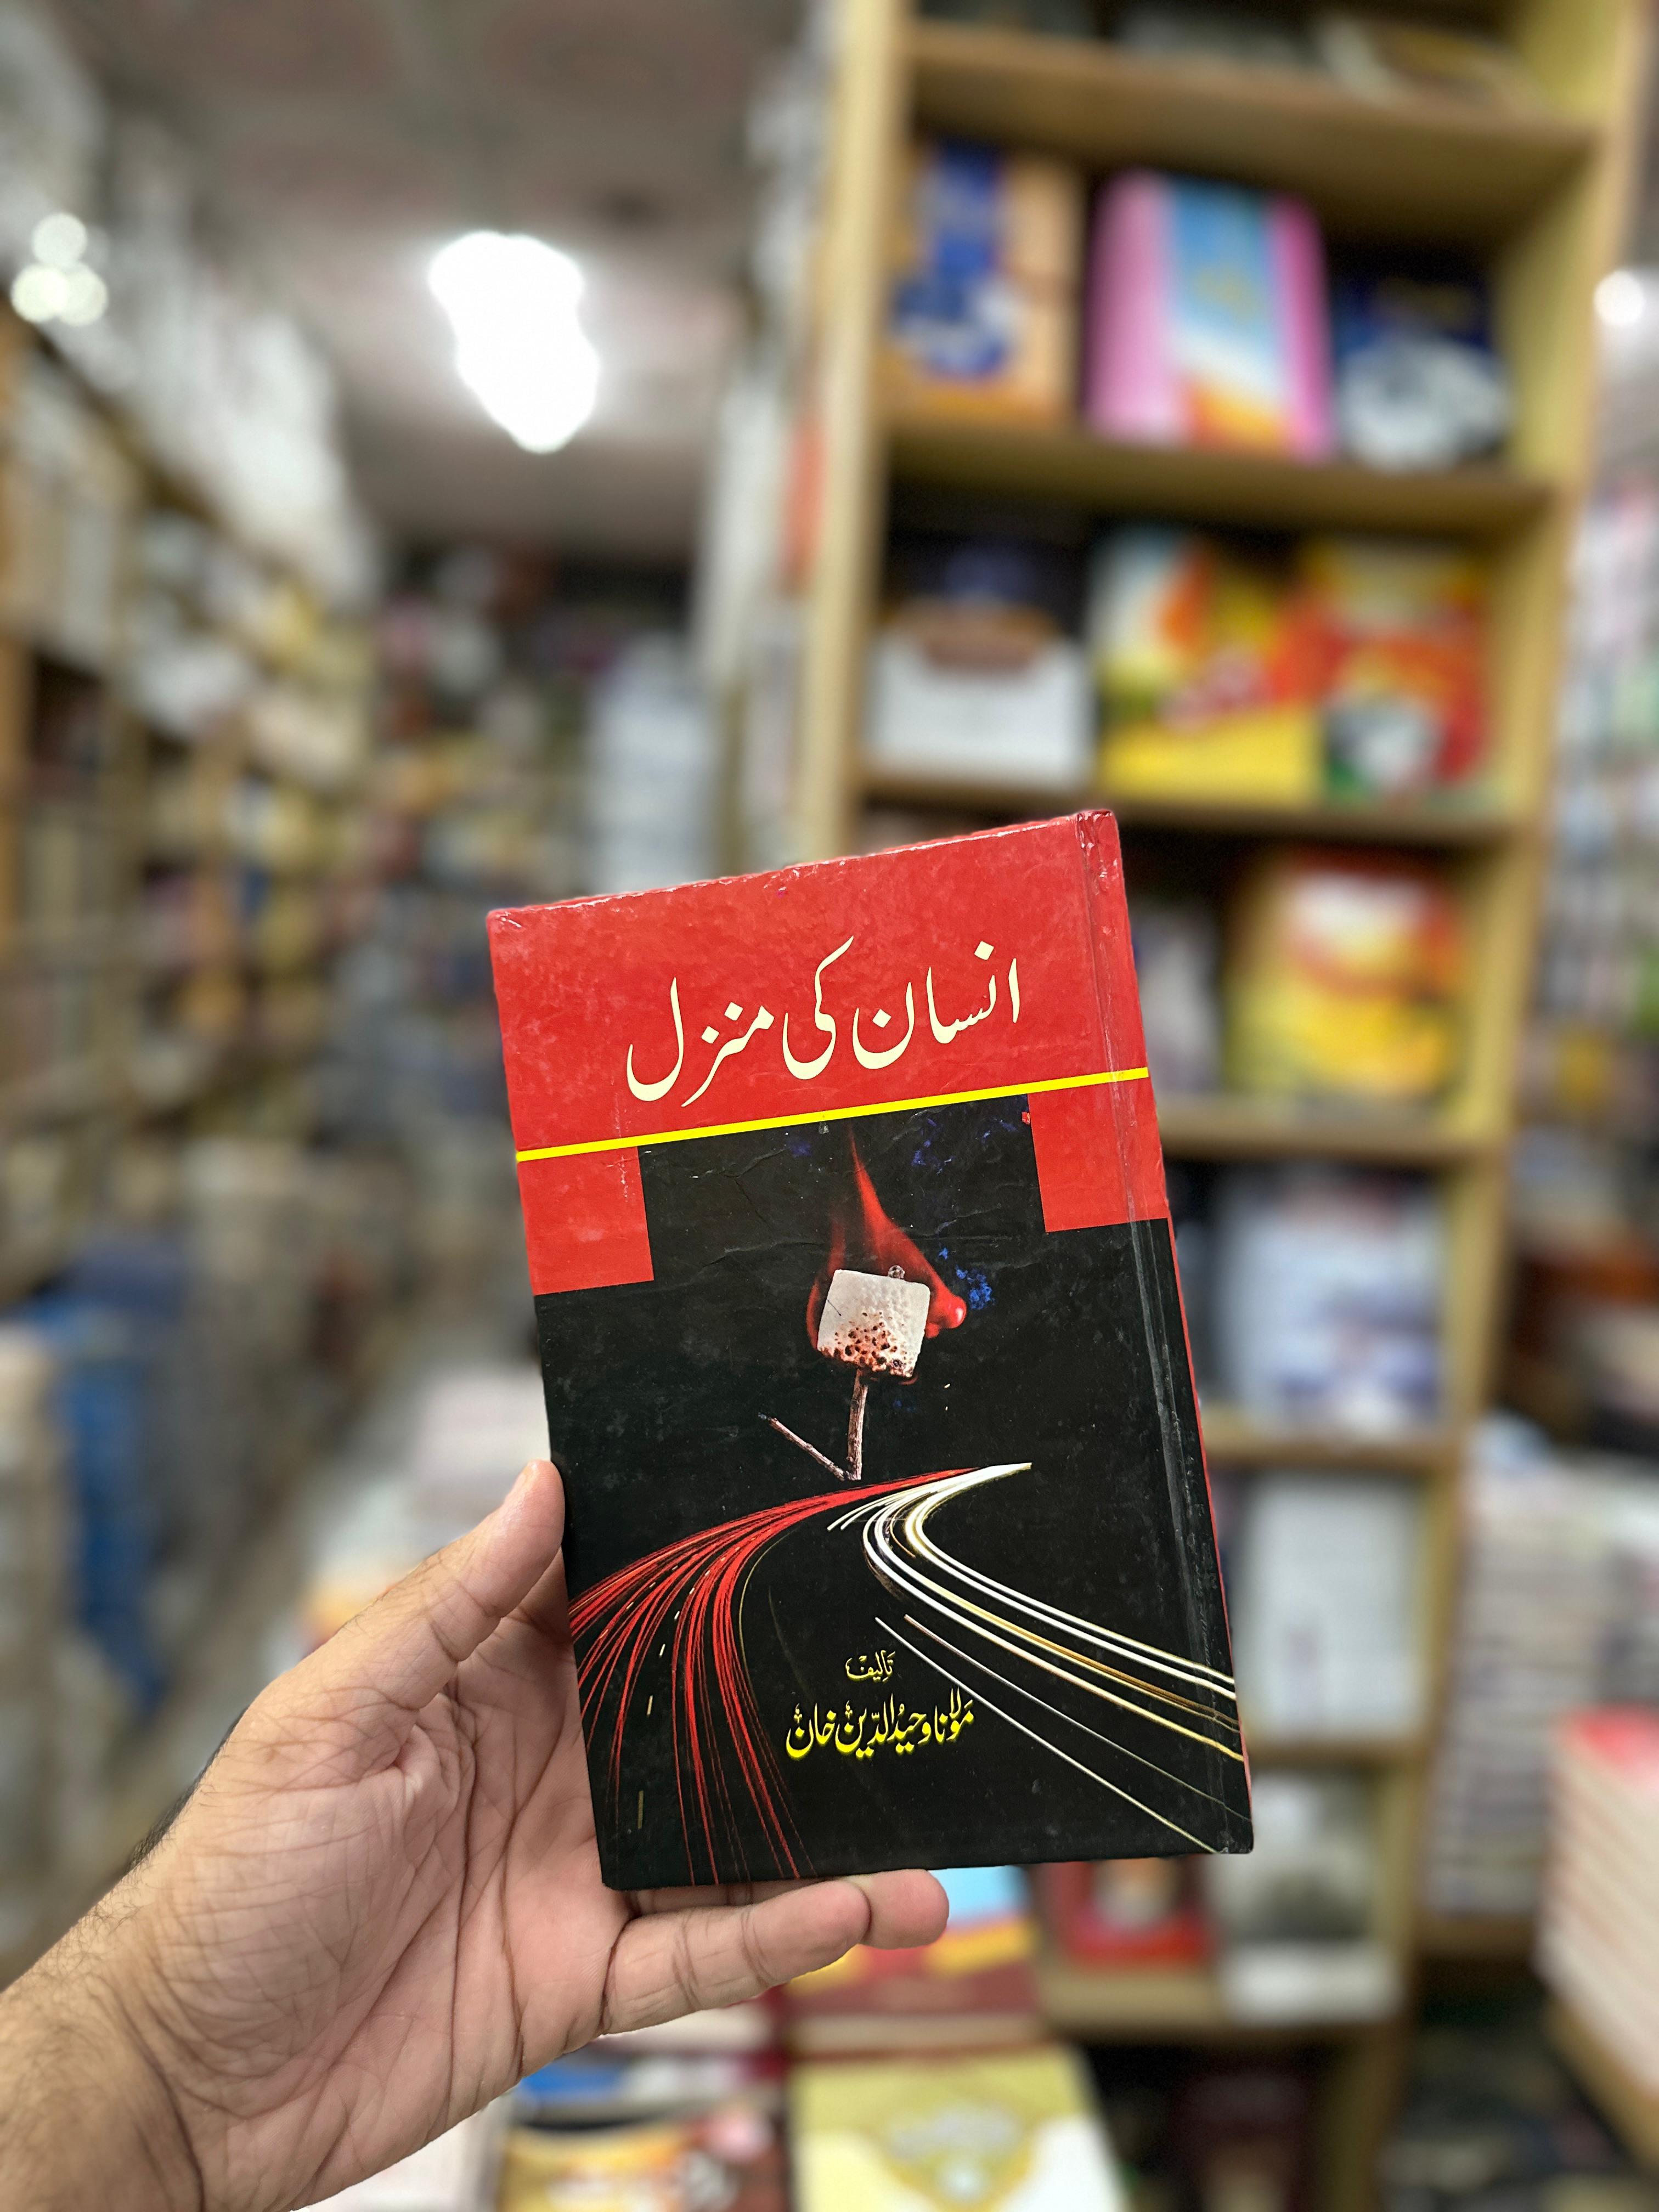 انسان کی منزل
تالیف
مولانا وحید الدین خان